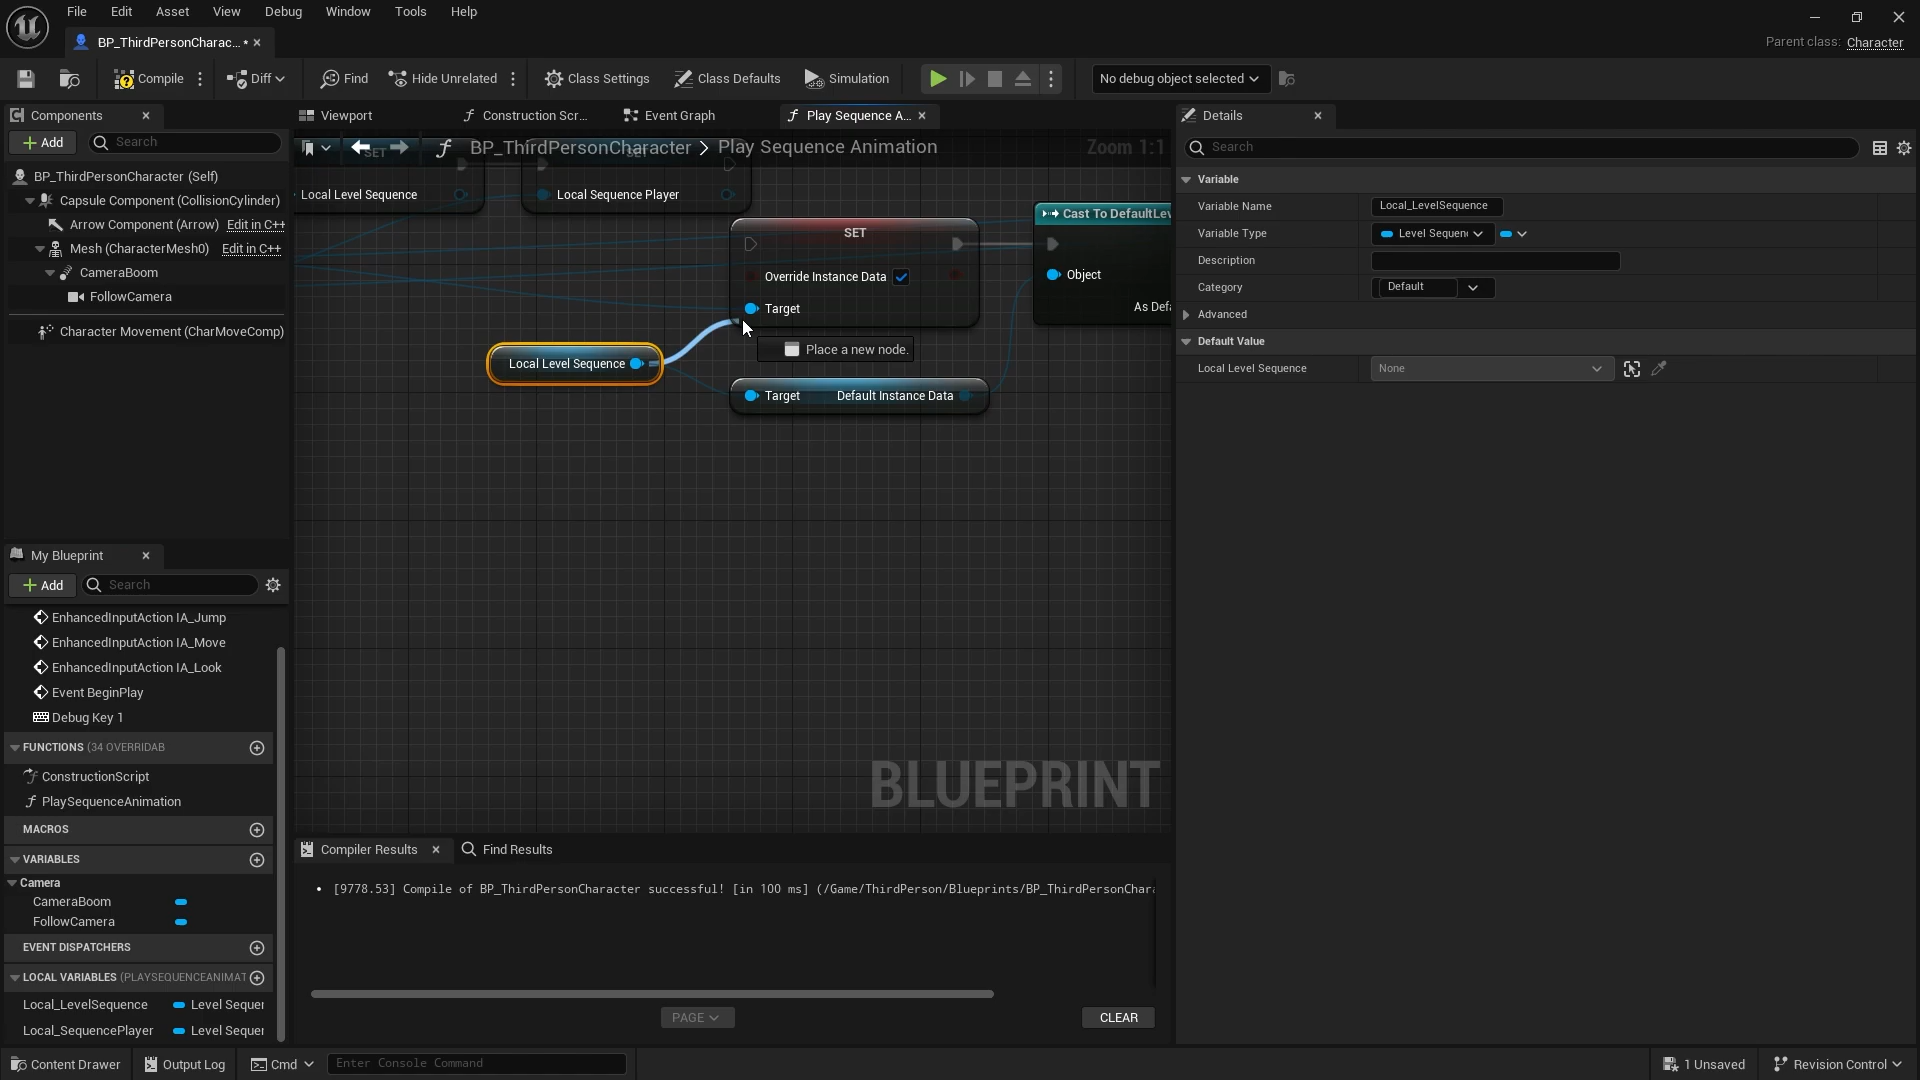 File Edit Asset View Debug Window Tools Help
BP_ThirdPersonCharac... •
Parent class: Character
Compile Diff Find Hide Unrelated Class Settings Class Defaults Simulation No debug object selected
Components
Viewport Construction Scr... Event Graph Play Sequence A...
Details
Add Search
BP_ThirdPersonCharacter > Play Sequence Animation
Zoom 1:1
Search
BP_ThirdPersonCharacter (Self)
Capsule Component (CollisionCylinder)
Arrow Component (Arrow) Edit in C++
Mesh (CharacterMesh0) Edit in C++
CameraBoom
FollowCamera
Character Movement (CharMoveComp)
SET
Local Level Sequence
SET
Local Sequence Player
SET
Override Instance Data
Target
Cast To DefaultLev
Object
As Defa
Local Level Sequence
Place a new node.
Target Default Instance Data
BLUEPRINT
Variable
Variable Name Local_LevelSequence
Variable Type Level Sequen
Description
Category Default
Advanced
Default Value
Local Level Sequence None
My Blueprint
Add Search
EnhancedInputAction IA_Jump
EnhancedInputAction IA_Move
EnhancedInputAction IA_Look
Event BeginPlay
Debug Key 1
FUNCTIONS (34 OVERRIDAB
ConstructionScript
PlaySequenceAnimation
MACROS
VARIABLES
Camera
CameraBoom
FollowCamera
EVENT DISPATCHERS
LOCAL VARIABLES (PLAYSEQUENCEANIMAT
Local_LevelSequence Level Sequer
Local_SequencePlayer Level Sequer
Compiler Results Find Results
• [9778.53] Compile of BP_ThirdPersonCharacter successful! [in 100 ms] (/Game/ThirdPerson/Blueprints/BP_ThirdPersonChara
PAGE CLEAR
Content Drawer Output Log Cmd Enter Console Command 1 Unsaved Revision Control